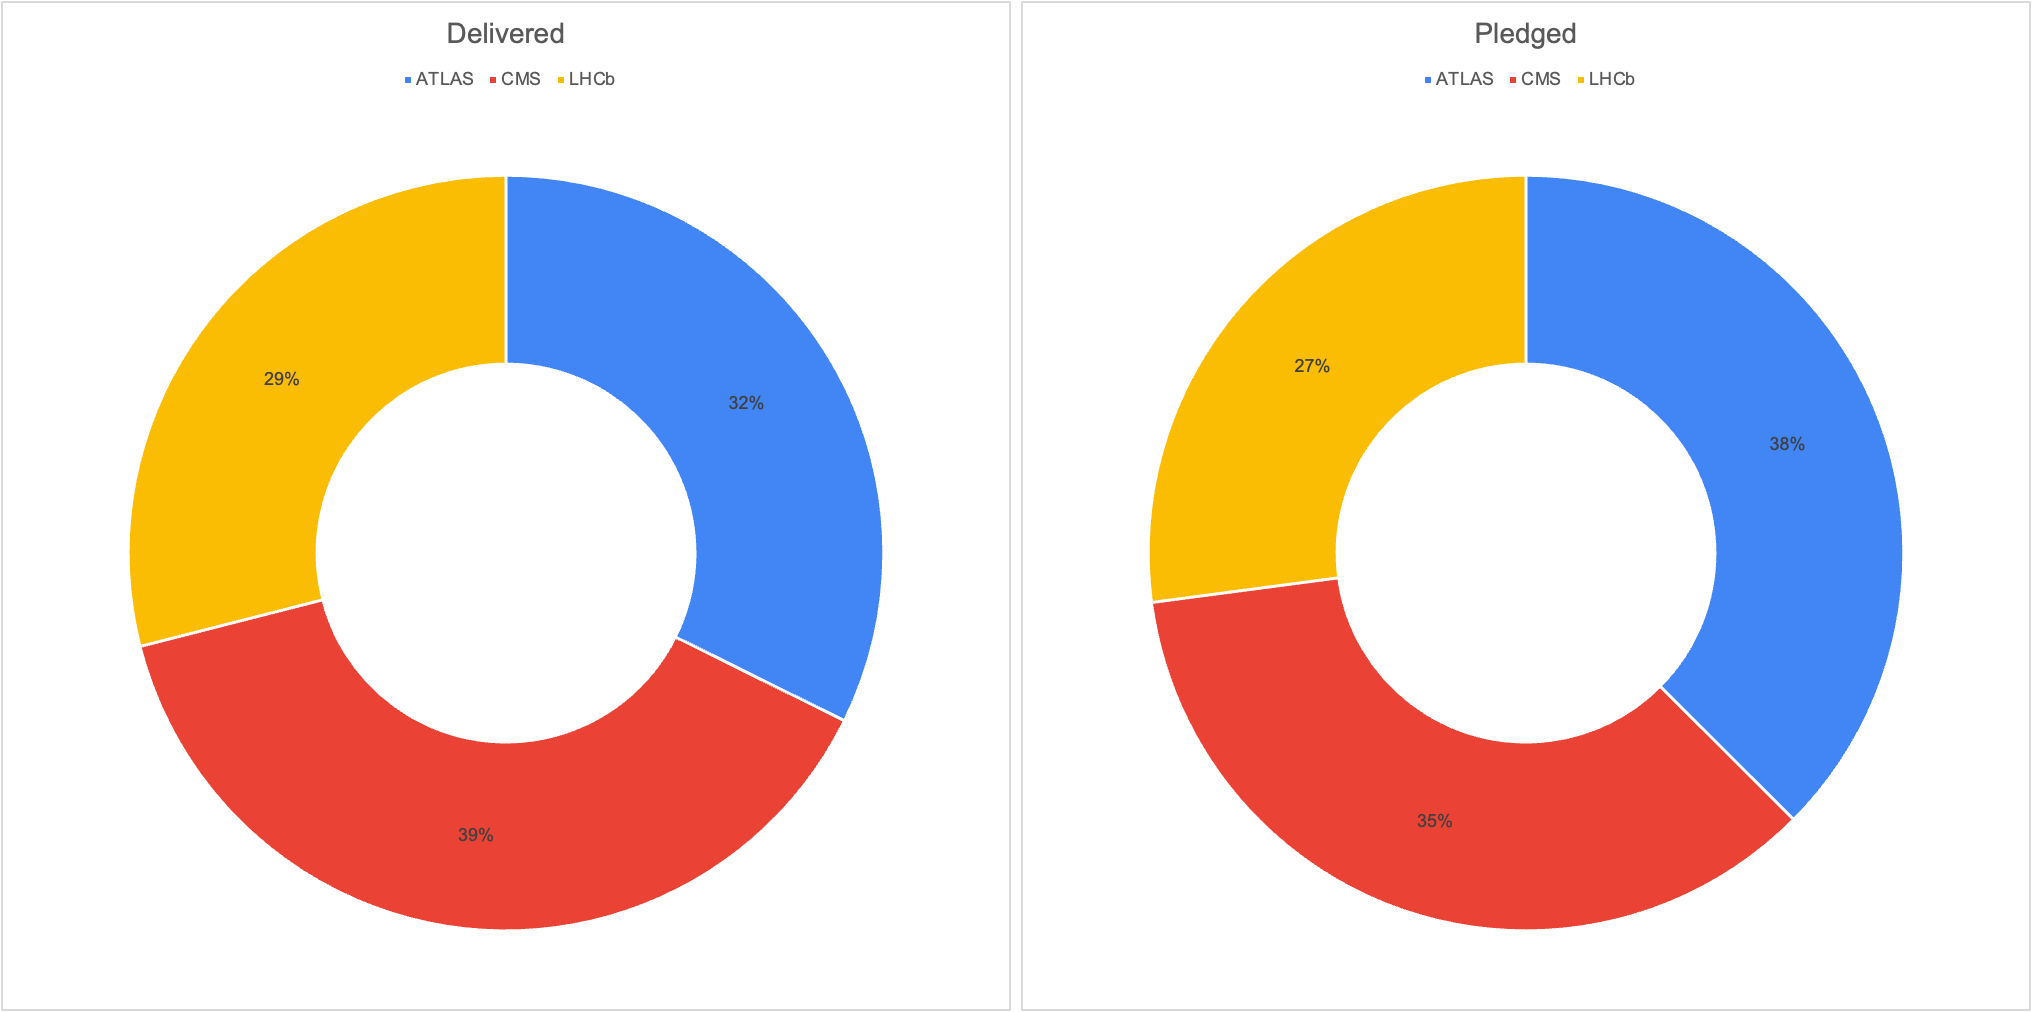 Delivered
ATLAS CMS LHCb
29%
32%
39%
Pledged
ATLAS CMS LHCb
27%
38%
35%